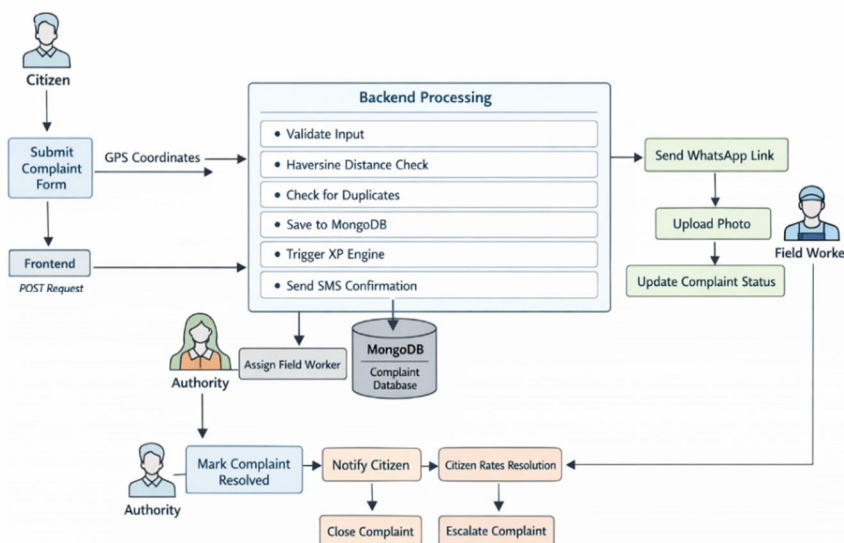 Citizen
Submit
Complaint
Form
GPS Coordinates
Frontend
POST Request
Backend Processing
• Validate Input
• Haversine Distance Check
• Check for Duplicates
• Save to MongoDB
• Trigger XP Engine
• Send SMS Confirmation
Send WhatsApp Link
Upload Photo
Update Complaint Status
Field Worke
Authority
Assign Field Worker
MongoDB
Complaint
Database
Authority
Mark Complaint
Resolved
Notify Citizen
Citizen Rates Resolution
Close Complaint
Escalate Complaint